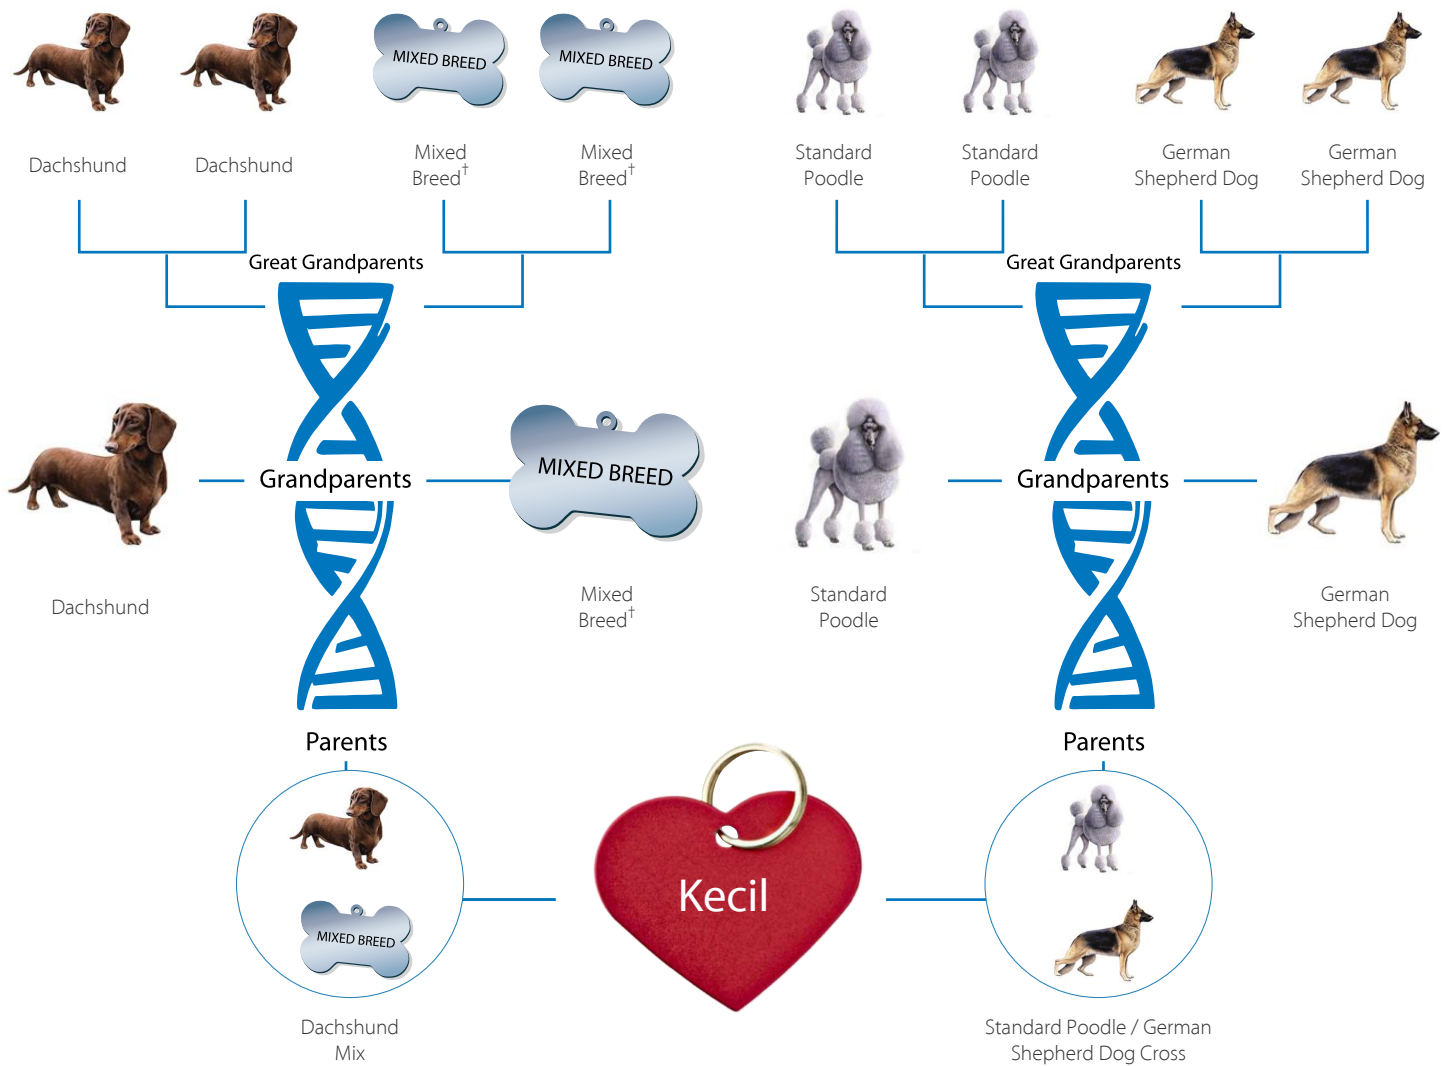 MIXED BREED
MIXED BREED
Dachshund
Dachshund
Mixed
Breed†
Mixed
Breed†
Standard
Poodle
Standard
Poodle
German
Shepherd Dog
German
Shepherd Dog
Great Grandparents
Great Grandparents
MIXED BREED
Grandparents
Grandparents
Dachshund
Mixed
Breed†
Standard
Poodle
German
Shepherd Dog
Parents
Parents
Kecil
MIXED BREED
Dachshund
Mix
Standard Poodle / German
Shepherd Dog Cross